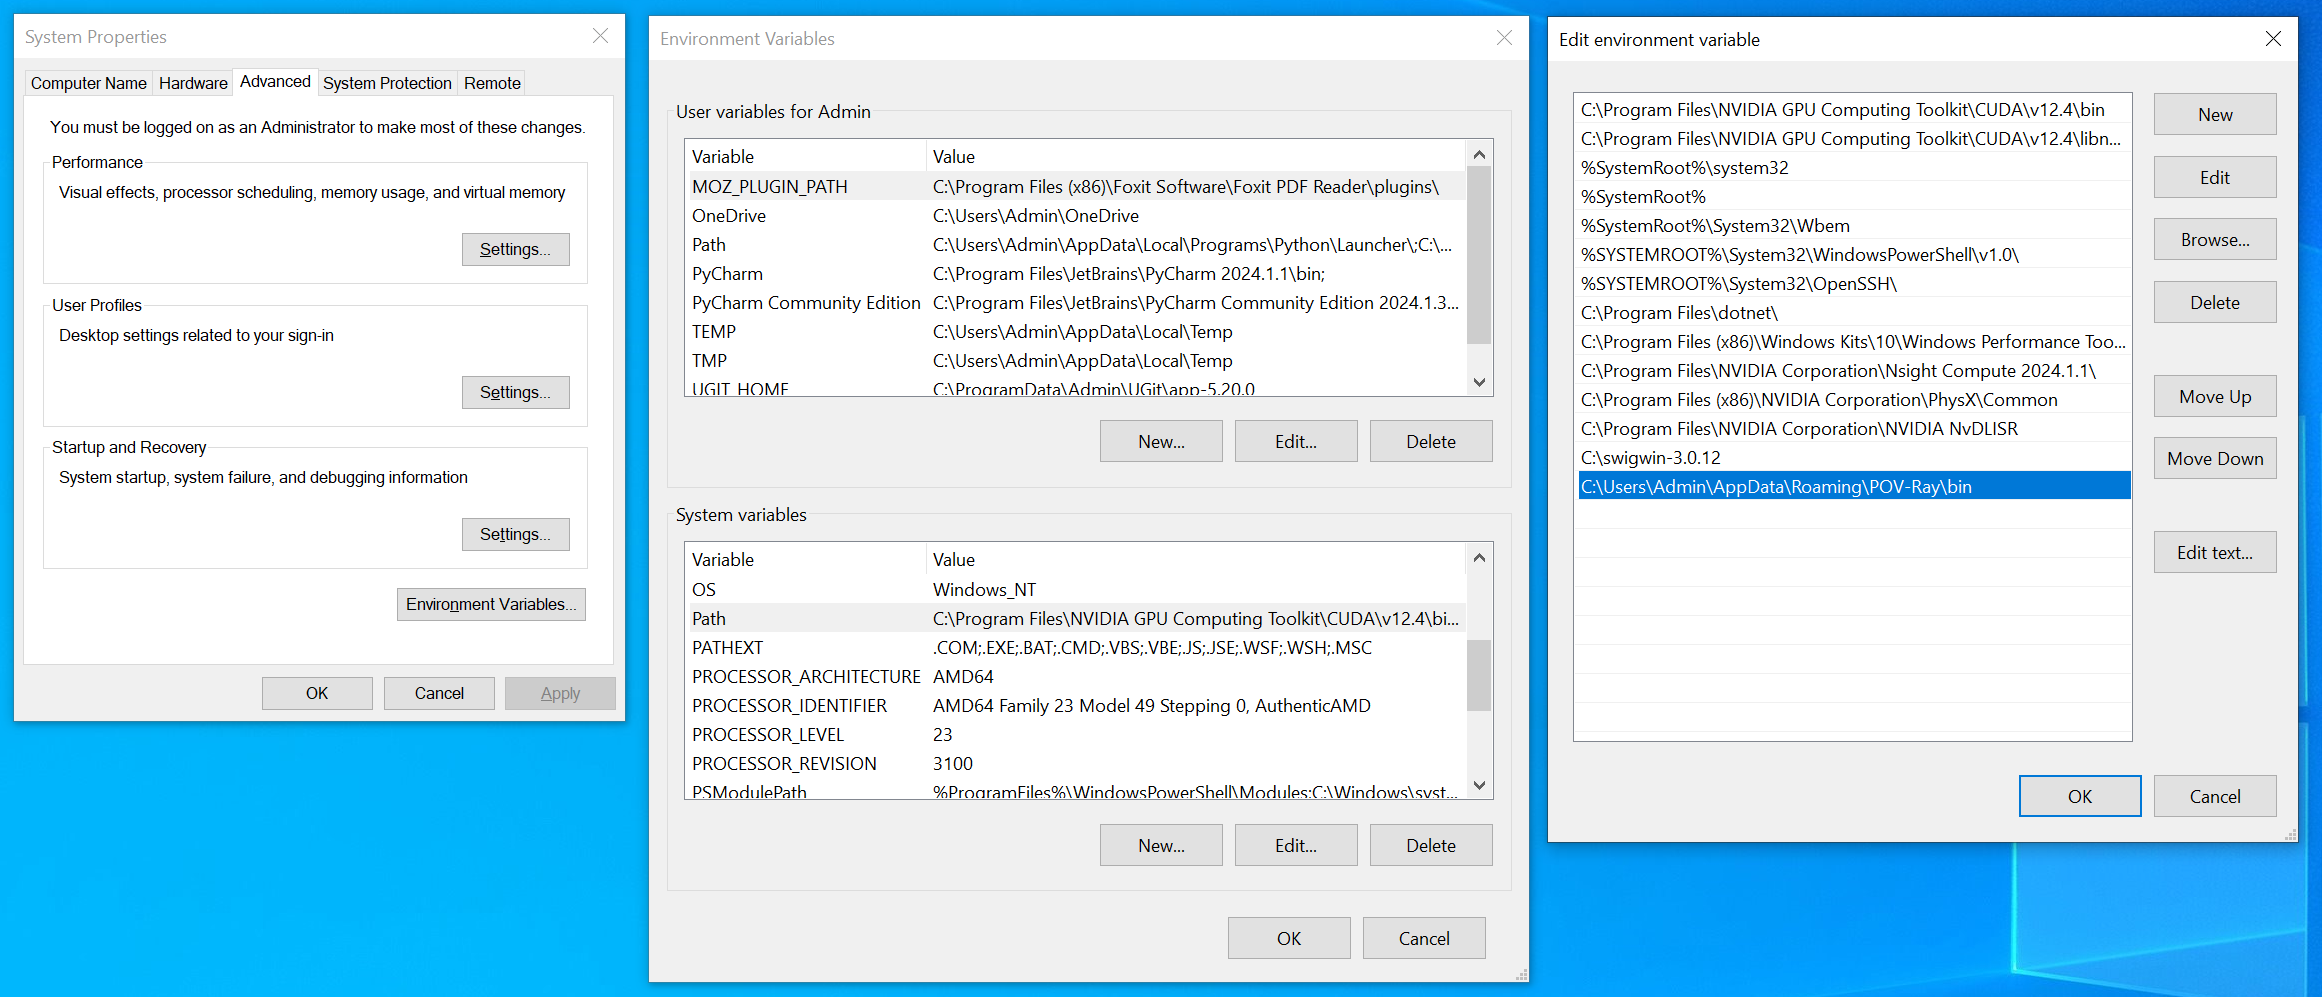 System Properties
Computer Name Hardware Advanced System Protection Remote
You must be logged on as an Administrator to make most of these changes.
Performance
Visual effects, processor scheduling, memory usage, and virtual memory
Settings...
User Profiles
Desktop settings related to your sign-in
Settings...
Startup and Recovery
System startup, system failure, and debugging information
Settings...
Environment Variables...
OK Cancel Apply
Environment Variables
User variables for Admin
Variable Value
MOZ_PLUGIN_PATH C:\Program Files (x86)\Foxit Software\Foxit PDF Reader\plugins\
OneDrive C:\Users\Admin\OneDrive
Path C:\Users\Admin\AppData\Local\Programs\Python\Launcher\;C:\...
PyCharm C:\Program Files\JetBrains\PyCharm 2024.1.1\bin;
PyCharm Community Edition C:\Program Files\JetBrains\PyCharm Community Edition 2024.1.3...
TEMP C:\Users\Admin\AppData\Local\Temp
TMP C:\Users\Admin\AppData\Local\Temp
UGIT_HOME C:\ProgramData\Admin\UGit\app-5.20.0
New... Edit... Delete
System variables
Variable Value
OS Windows_NT
Path C:\Program Files\NVIDIA GPU Computing Toolkit\CUDA\v12.4\bi...
PATHEXT .COM;.EXE;.BAT;.CMD;.VBS;.VBE;.JS;.JSE;.WSF;.WSH;.MSC
PROCESSOR_ARCHITECTURE AMD64
PROCESSOR_IDENTIFIER AMD64 Family 23 Model 49 Stepping 0, AuthenticAMD
PROCESSOR_LEVEL 23
PROCESSOR_REVISION 3100
PSModulePath %ProgramFiles%\WindowsPowerShell\Modules;C:\Windows\syst...
New... Edit... Delete
OK Cancel
Edit environment variable
C:\Program Files\NVIDIA GPU Computing Toolkit\CUDA\v12.4\bin
C:\Program Files\NVIDIA GPU Computing Toolkit\CUDA\v12.4\libn...
%SystemRoot%\system32
%SystemRoot%
%SystemRoot%\System32\Wbem
%SYSTEMROOT%\System32\WindowsPowerShell\v1.0\
%SYSTEMROOT%\System32\OpenSSH\
C:\Program Files\dotnet\
C:\Program Files (x86)\Windows Kits\10\Windows Performance Too...
C:\Program Files\NVIDIA Corporation\Nsight Compute 2024.1.1\
C:\Program Files (x86)\NVIDIA Corporation\PhysX\Common
C:\Program Files\NVIDIA Corporation\NVIDIA NvDLISR
C:\swigwin-3.0.12
C:\Users\Admin\AppData\Roaming\POV-Ray\bin
New
Edit
Browse...
Delete
Move Up
Move Down
Edit text...
OK Cancel